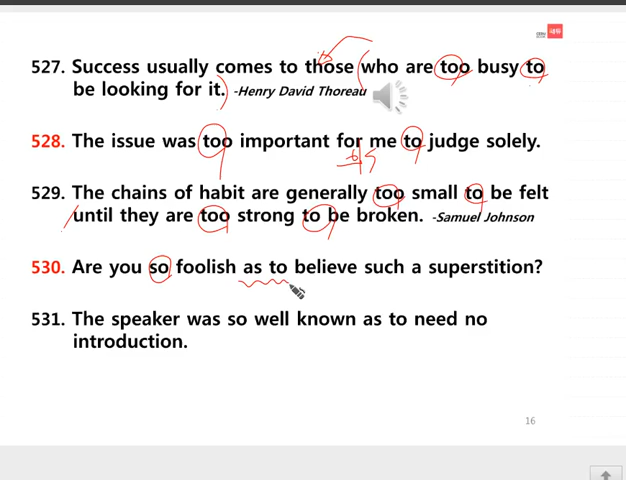 527. Success usually comes to those who are too busy to
be looking for it. -Henry David Thoreau
528. The issue was too important for me to judge solely.
529. The chains of habit are generally too small to be felt
until they are too strong to be broken. -Samuel Johnson
530. Are you so foolish as to believe such a superstition?
531. The speaker was so well known as to need no
introduction.
16